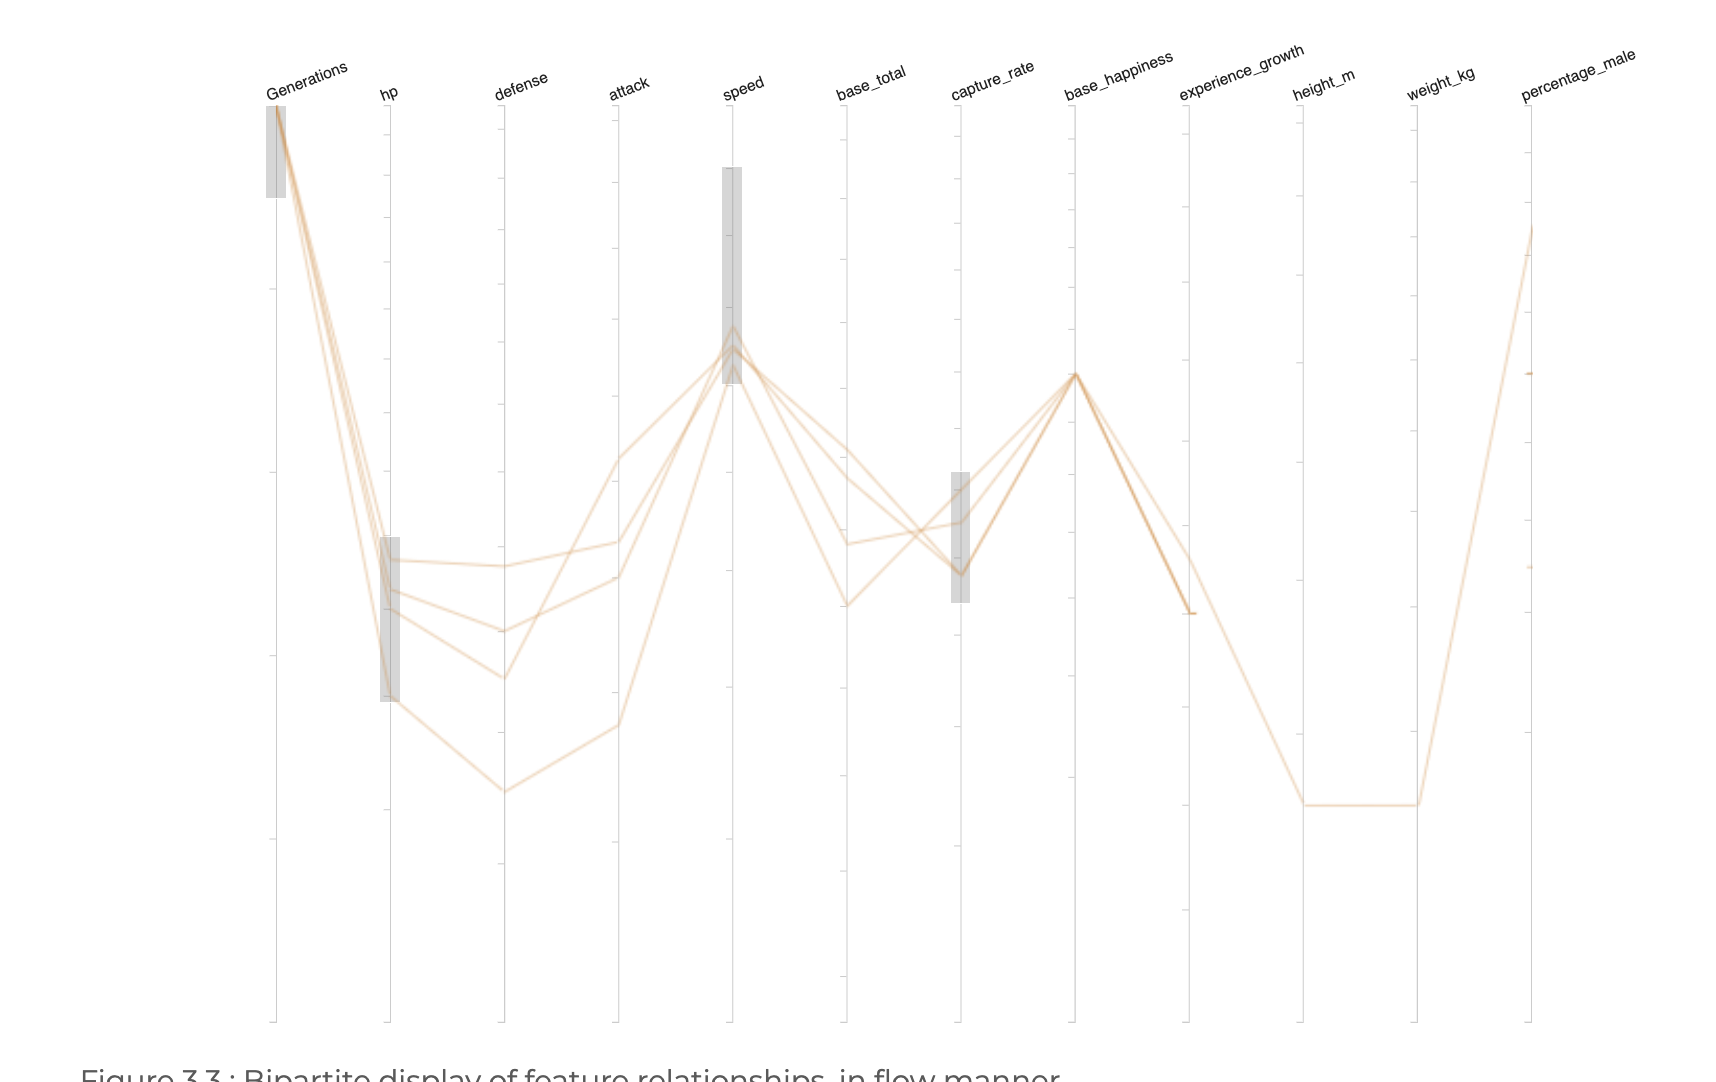 Generations
hp
defense
attack
speed
base_total
capture_rate
base_happiness
experience_growth
height_m
weight_kg
percentage_male
Figure 3.3 : Bipartite display of feature relationships, in flow manner